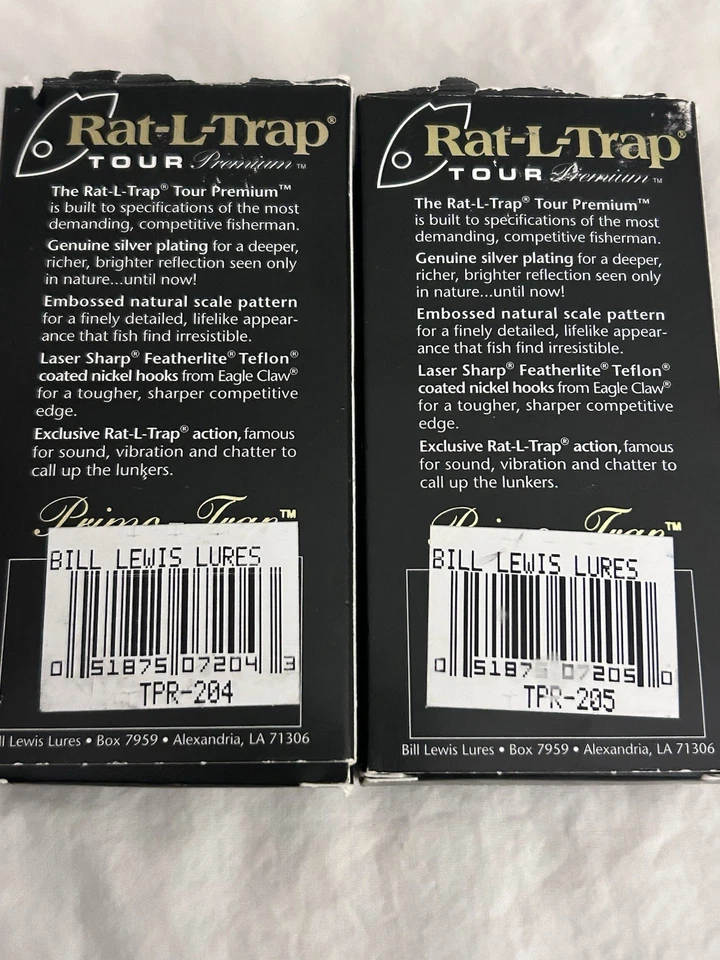 Rat-L-Trap®
TOUR Premium™
The Rat-L-Trap® Tour Premium™
is built to specifications of the most
demanding, competitive fisherman.
Genuine silver plating for a deeper,
richer, brighter reflection seen only
in nature...until now!
Embossed natural scale pattern
for a finely detailed, lifelike appear-
ance that fish find irresistible.
Laser Sharp® Featherlite® Teflon®
coated nickel hooks from Eagle Claw®
for a tougher, sharper competitive
edge.
Exclusive Rat-L-Trap® action, famous
for sound, vibration and chatter to
call up the lunkers.
Prime-Trap™
BILL LEWIS LURES
0 51875 07204 3
TPR-204
ll Lewis Lures • Box 7959 • Alexandria, LA 71306
Rat-L-Trap®
TOUR Premium™
The Rat-L-Trap® Tour Premium™
is built to specifications of the most
demanding, competitive fisherman.
Genuine silver plating for a deeper,
richer, brighter reflection seen only
in nature...until now!
Embossed natural scale pattern
for a finely detailed, lifelike appear-
ance that fish find irresistible.
Laser Sharp® Featherlite® Teflon®
coated nickel hooks from Eagle Claw®
for a tougher, sharper competitive
edge.
Exclusive Rat-L-Trap® action, famous
for sound, vibration and chatter to
call up the lunkers.
Trap™
BILL LEWIS LURES
0 51875 07205 0
TPR-205
Bill Lewis Lures • Box 7959 • Alexandria, LA 71306